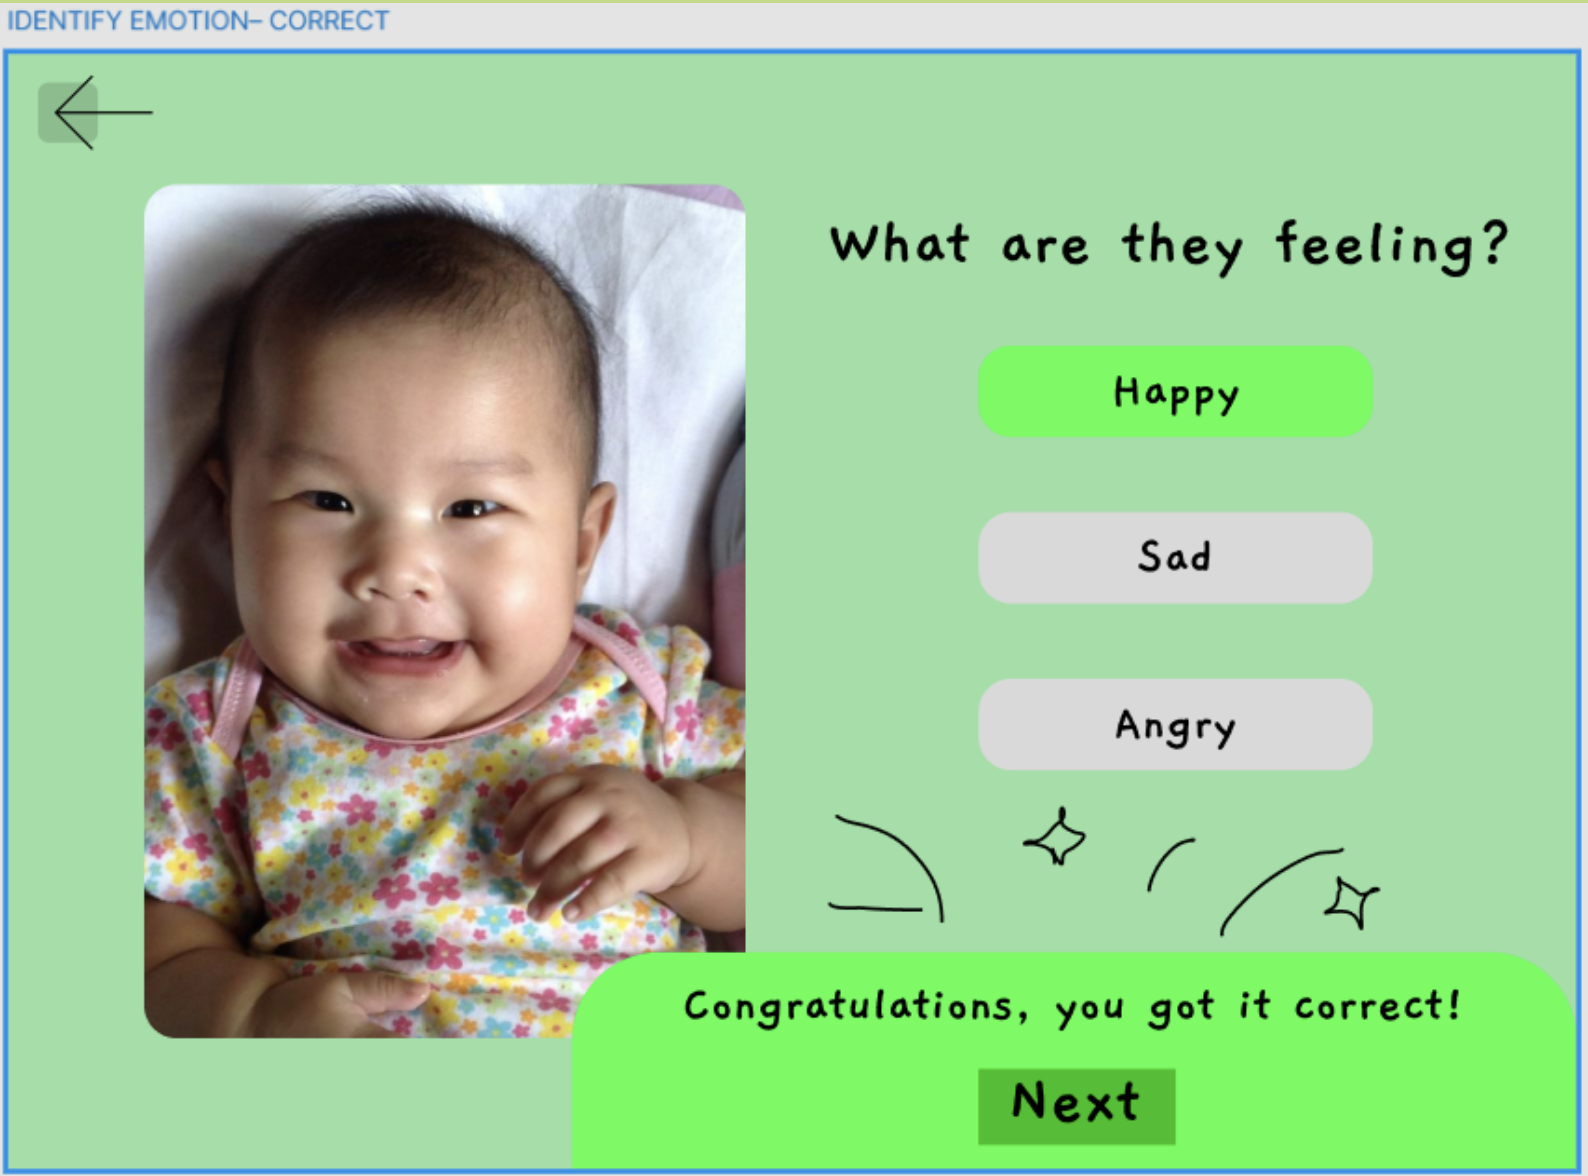 IDENTIFY EMOTION– CORRECT
What are they feeling?
Happy
Sad
Angry
Congratulations, you got it correct!
Next